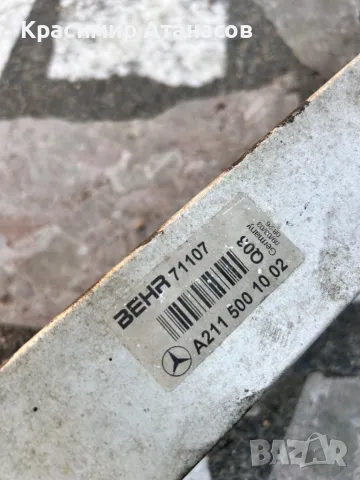 Красимир Атанасов
BEHR 71107
Q03
Germany
A211 500 10 02
BAZAR